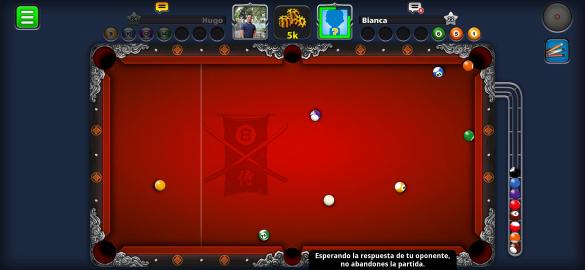 Hugo
Bianca
5k
Esperando la respuesta de tu oponente,
no abandones la partida.